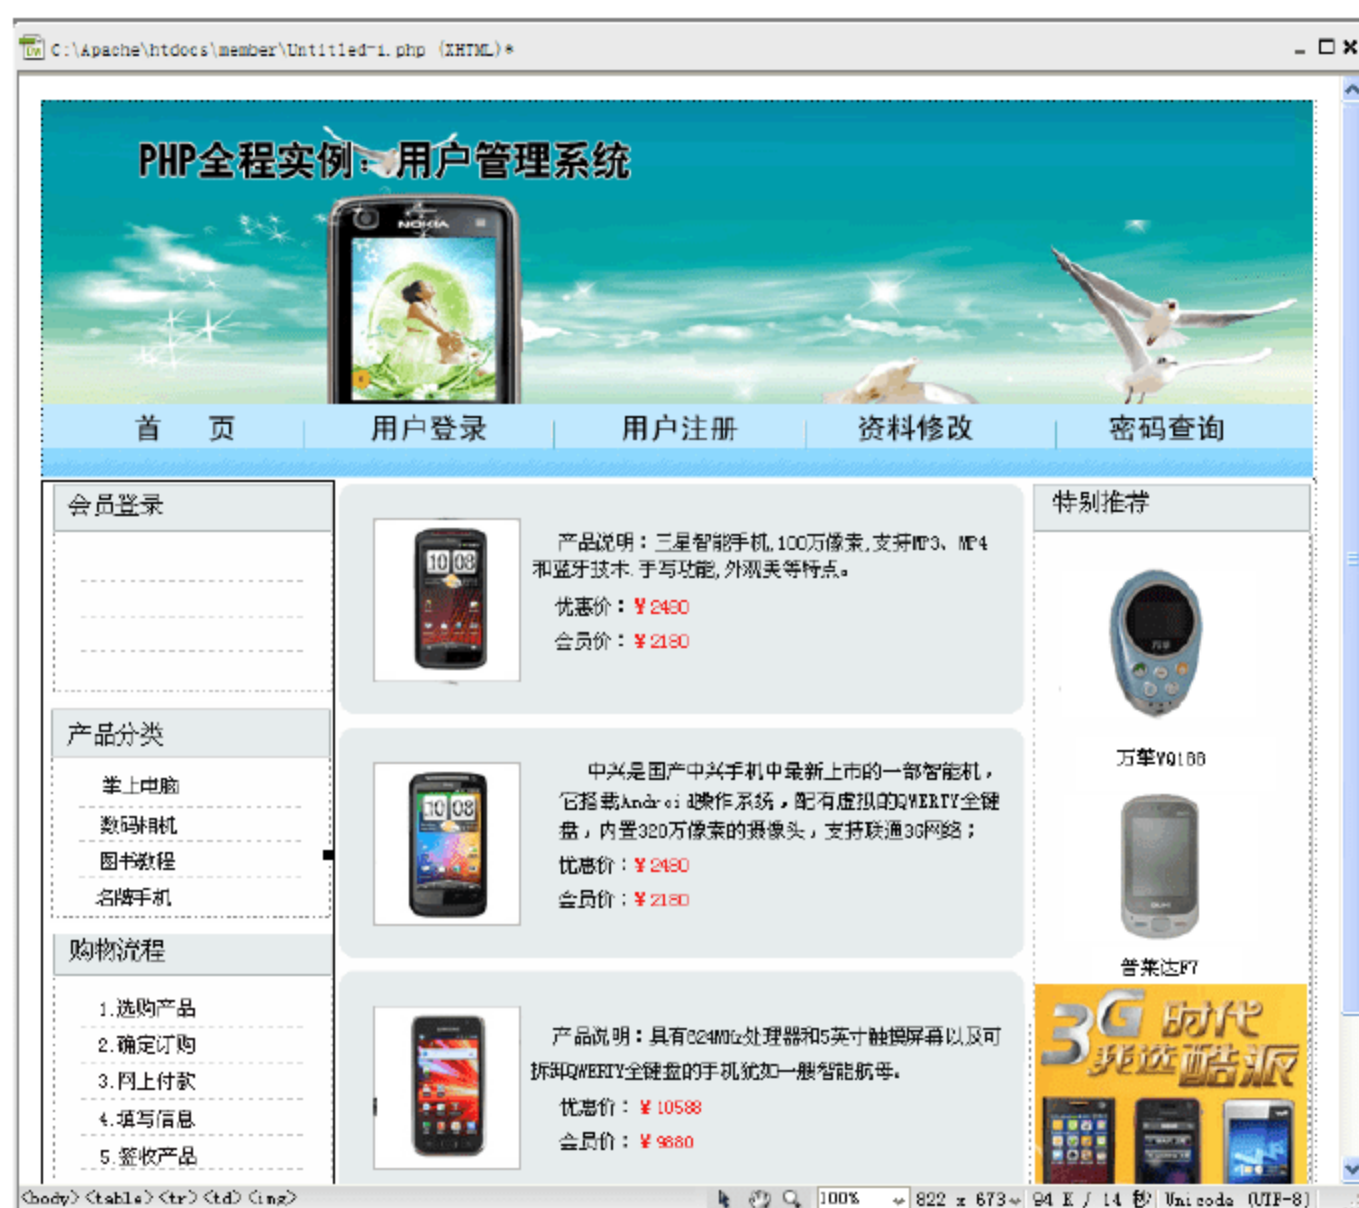 C:\Apache\htdocs\member\Untitled-1.php (XHTML)*
PHP全程实例：用户管理系统
NOKIA
首 页
用户登录
用户注册
资料修改
密码查询
会员登录
产品分类
掌上电脑
数码相机
图书教程
名牌手机
购物流程
1.选购产品
2.确定订购
3.网上付款
4.填写信息
5.签收产品
10 08
产品说明：三星智能手机,100万像素,支持MP3、MP4
和蓝牙技术.手写功能,外观美等特点。
优惠价：￥2480
会员价：￥2180
10 08
中兴是国产中兴手机中最新上市的一部智能机，
它搭载Android操作系统，配有虚拟的QWERTY全键
盘，内置320万像素的摄像头，支持联通3G网络；
优惠价：￥2480
会员价：￥2180
产品说明：具有624MHz处理器和5英寸触摸屏幕以及可
拆卸QWERTY全键盘的手机犹如一艘智能航母。
优惠价：￥10588
会员价：￥9880
特别推荐
万华
万华VQ188
普莱达F7
3G时代
我选酷派
<body> <table> <tr> <td> <img>
100%
822 x 673
94 K / 14 秒
Unicode (UTF-8)